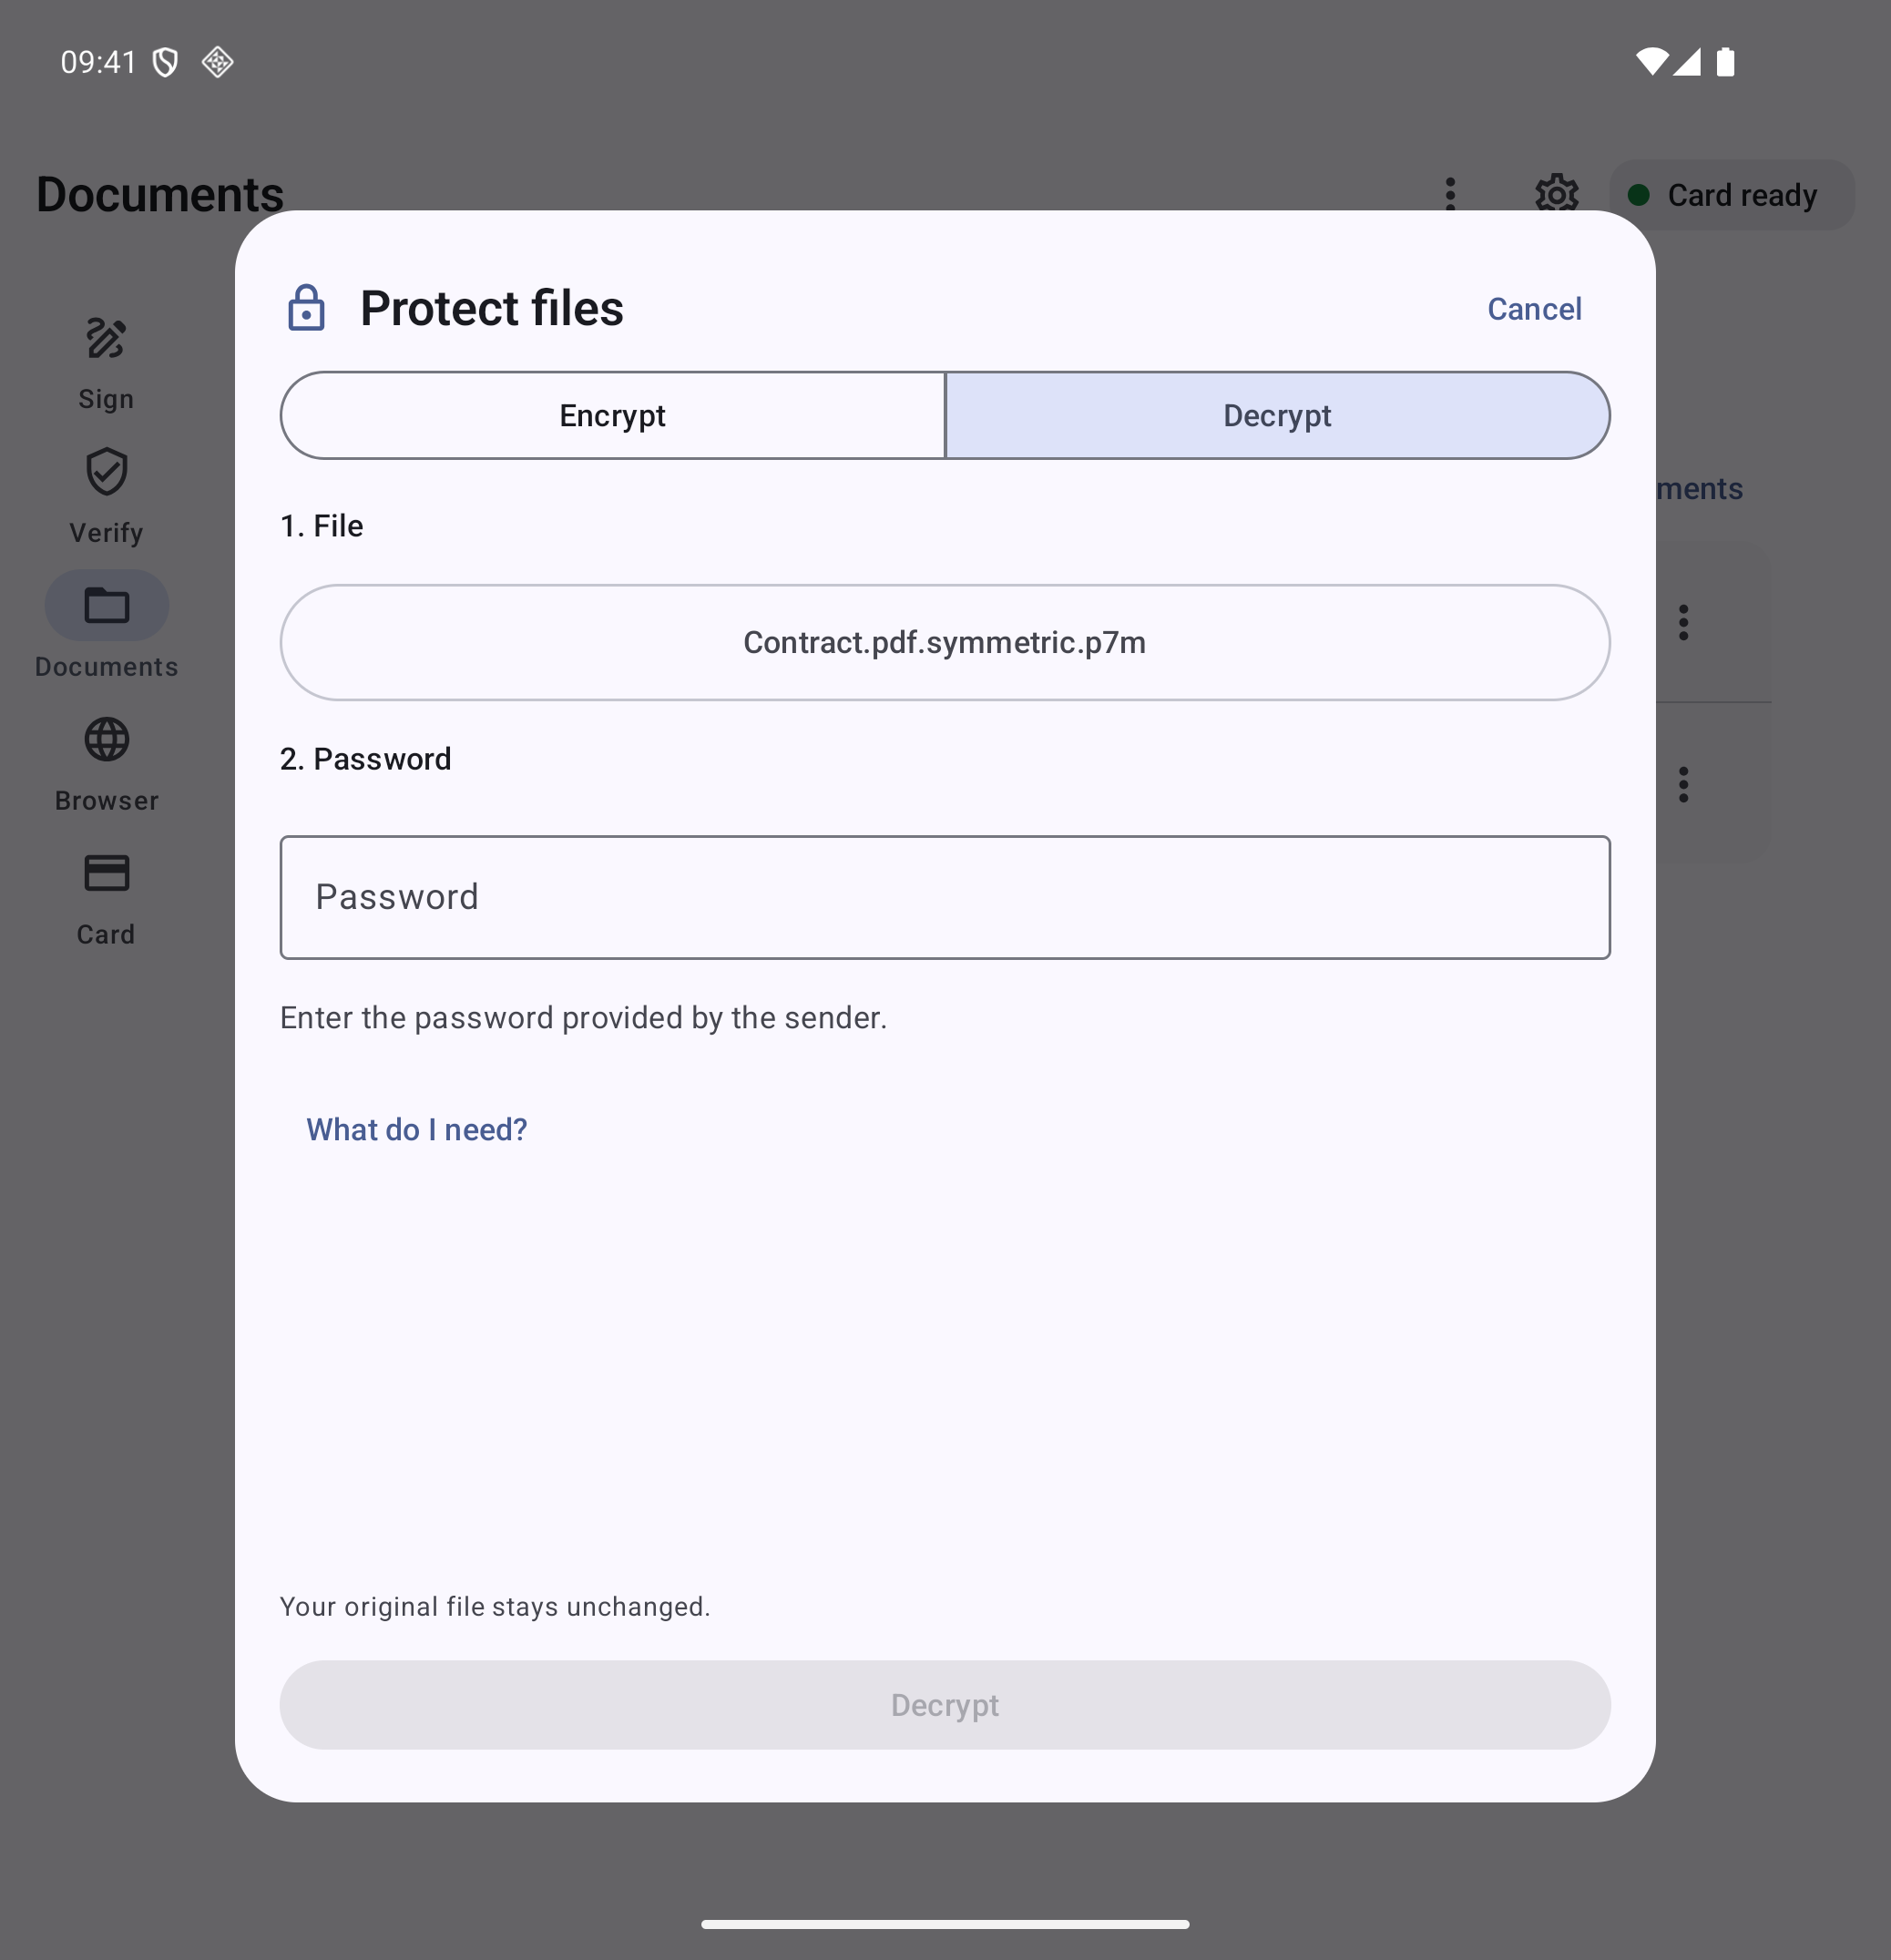 09:41
Documents
Card ready
Protect files
Cancel
Encrypt
Decrypt
1. File
Contract.pdf.symmetric.p7m
2. Password
Password
Enter the password provided by the sender.
What do I need?
Your original file stays unchanged.
Decrypt
Sign
Verify
Documents
Browser
Card
ments